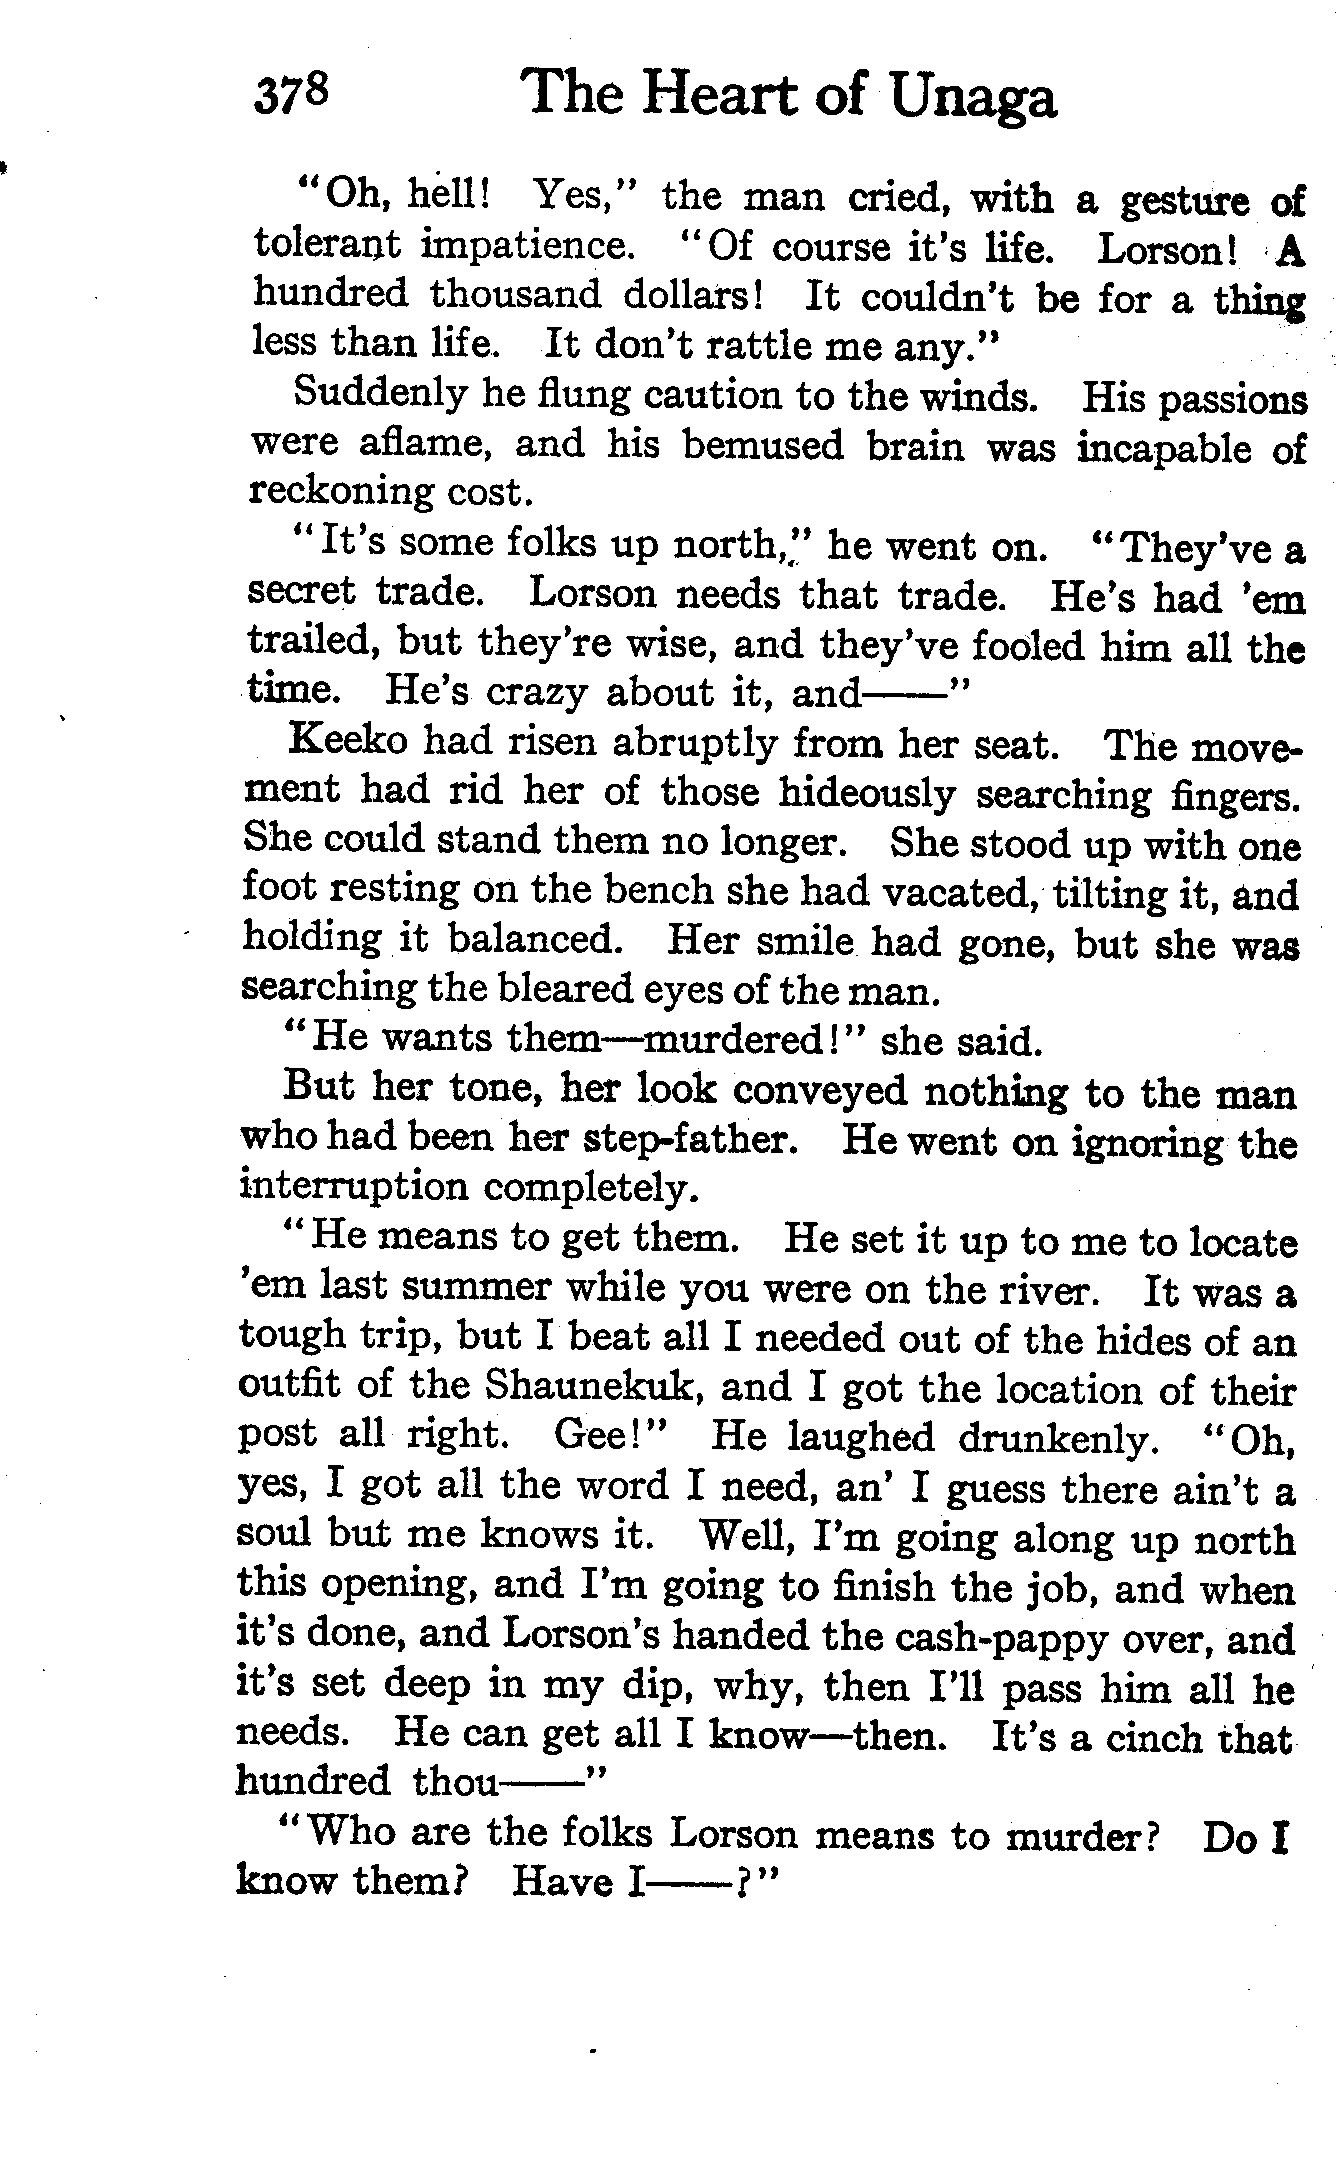 378 The Heart of Unaga
"Oh, hell! Yes," the man cried, with a gesture of
tolerant impatience. "Of course it's life. Lorson! A
hundred thousand dollars! It couldn't be for a thing
less than life. It don't rattle me any."
Suddenly he flung caution to the winds. His passions
were aflame, and his bemused brain was incapable of
reckoning cost.
"It's some folks up north," he went on. "They've a
secret trade. Lorson needs that trade. He's had 'em
trailed, but they're wise, and they've fooled him all the
time. He's crazy about it, and——"
Keeko had risen abruptly from her seat. The move-
ment had rid her of those hideously searching fingers.
She could stand them no longer. She stood up with one
foot resting on the bench she had vacated, tilting it, and
holding it balanced. Her smile had gone, but she was
searching the bleared eyes of the man.
"He wants them—murdered!" she said.
But her tone, her look conveyed nothing to the man
who had been her step-father. He went on ignoring the
interruption completely.
"He means to get them. He set it up to me to locate
'em last summer while you were on the river. It was a
tough trip, but I beat all I needed out of the hides of an
outfit of the Shaunekuk, and I got the location of their
post all right. Gee!" He laughed drunkenly. "Oh,
yes, I got all the word I need, an' I guess there ain't a
soul but me knows it. Well, I'm going along up north
this opening, and I'm going to finish the job, and when
it's done, and Lorson's handed the cash-pappy over, and
it's set deep in my dip, why, then I'll pass him all he
needs. He can get all I know—then. It's a cinch that
hundred thou——"
"Who are the folks Lorson means to murder? Do I
know them? Have I——?"